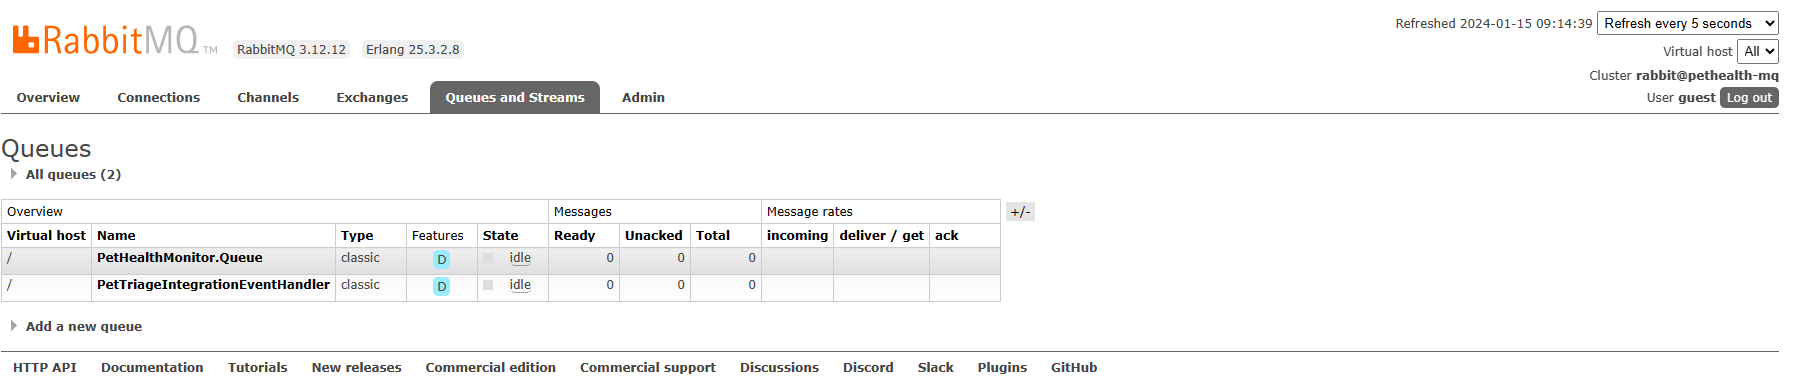 RabbitMQ TM RabbitMQ 3.12.12 Erlang 25.3.2.8
Refreshed 2024-01-15 09:14:39 Refresh every 5 seconds
Virtual host All
Cluster rabbit@pethealth-mq
User guest Log out
Overview Connections Channels Exchanges Queues and Streams Admin
Queues
All queues (2)
Overview Messages Message rates +/-
Virtual host Name Type Features State Ready Unacked Total incoming deliver / get ack
/ PetHealthMonitor.Queue classic D idle 0 0 0
/ PetTriageIntegrationEventHandler classic D idle 0 0 0
Add a new queue
HTTP API Documentation Tutorials New releases Commercial edition Commercial support Discussions Discord Slack Plugins GitHub